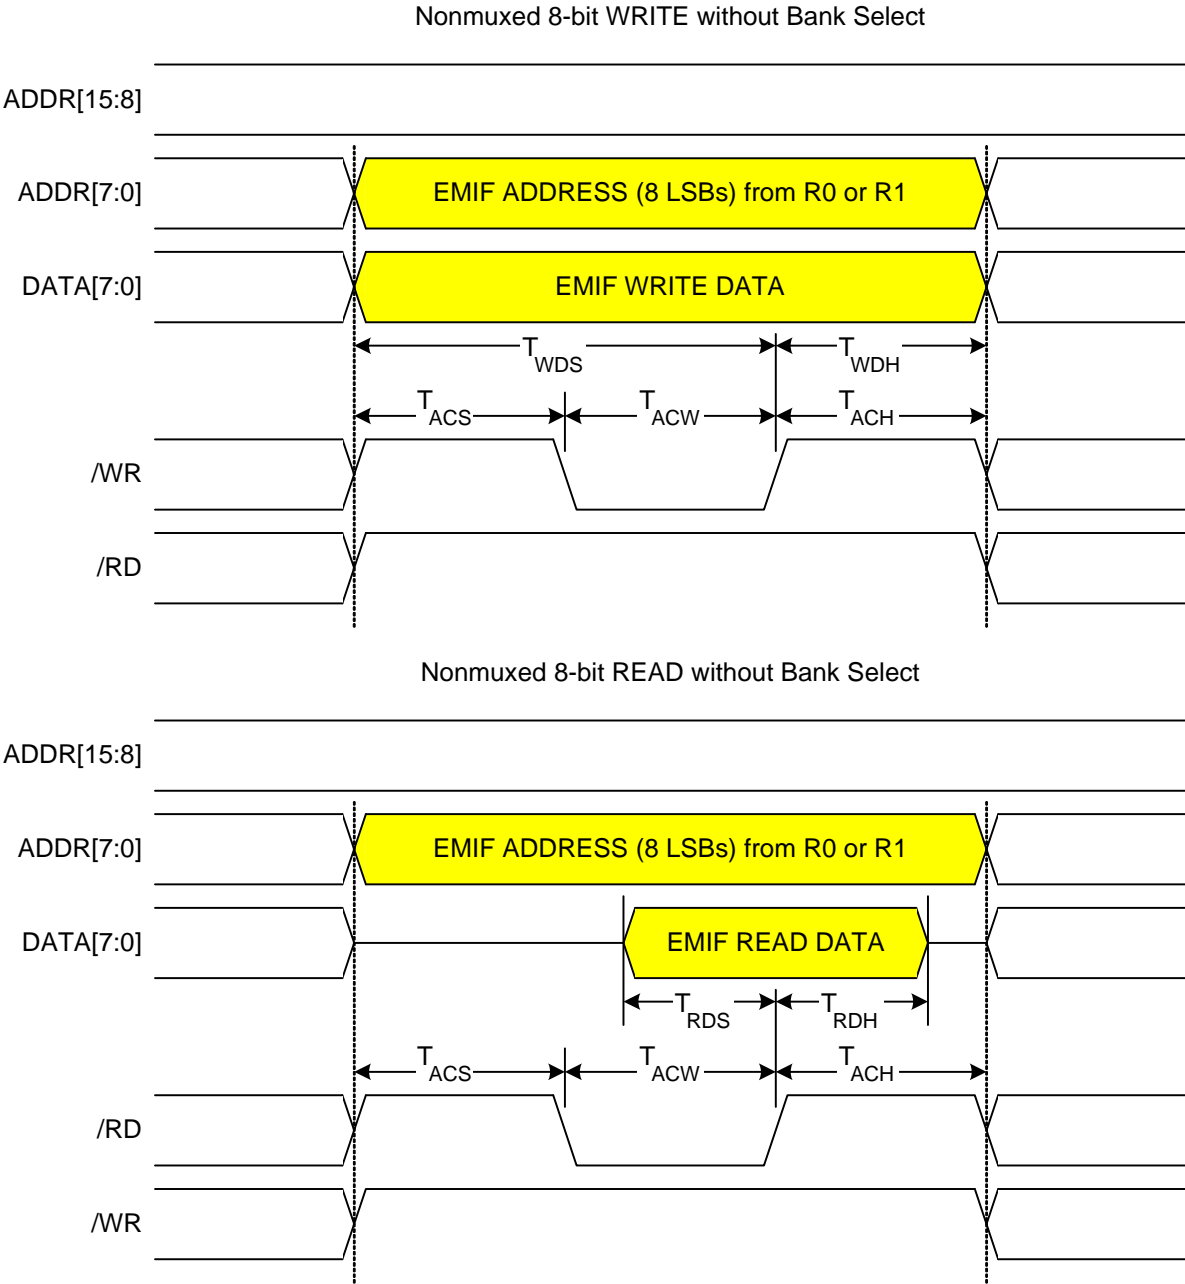 Nonmuxed 8-bit WRITE without Bank Select
ADDR[15:8]
ADDR[7:0] EMIF ADDRESS (8 LSBs) from R0 or R1
DATA[7:0] EMIF WRITE DATA
TWDS TWDH
TACS TACW TACH
/WR
/RD
Nonmuxed 8-bit READ without Bank Select
ADDR[15:8]
ADDR[7:0] EMIF ADDRESS (8 LSBs) from R0 or R1
DATA[7:0] EMIF READ DATA
TRDS TRDH
TACS TACW TACH
/RD
/WR